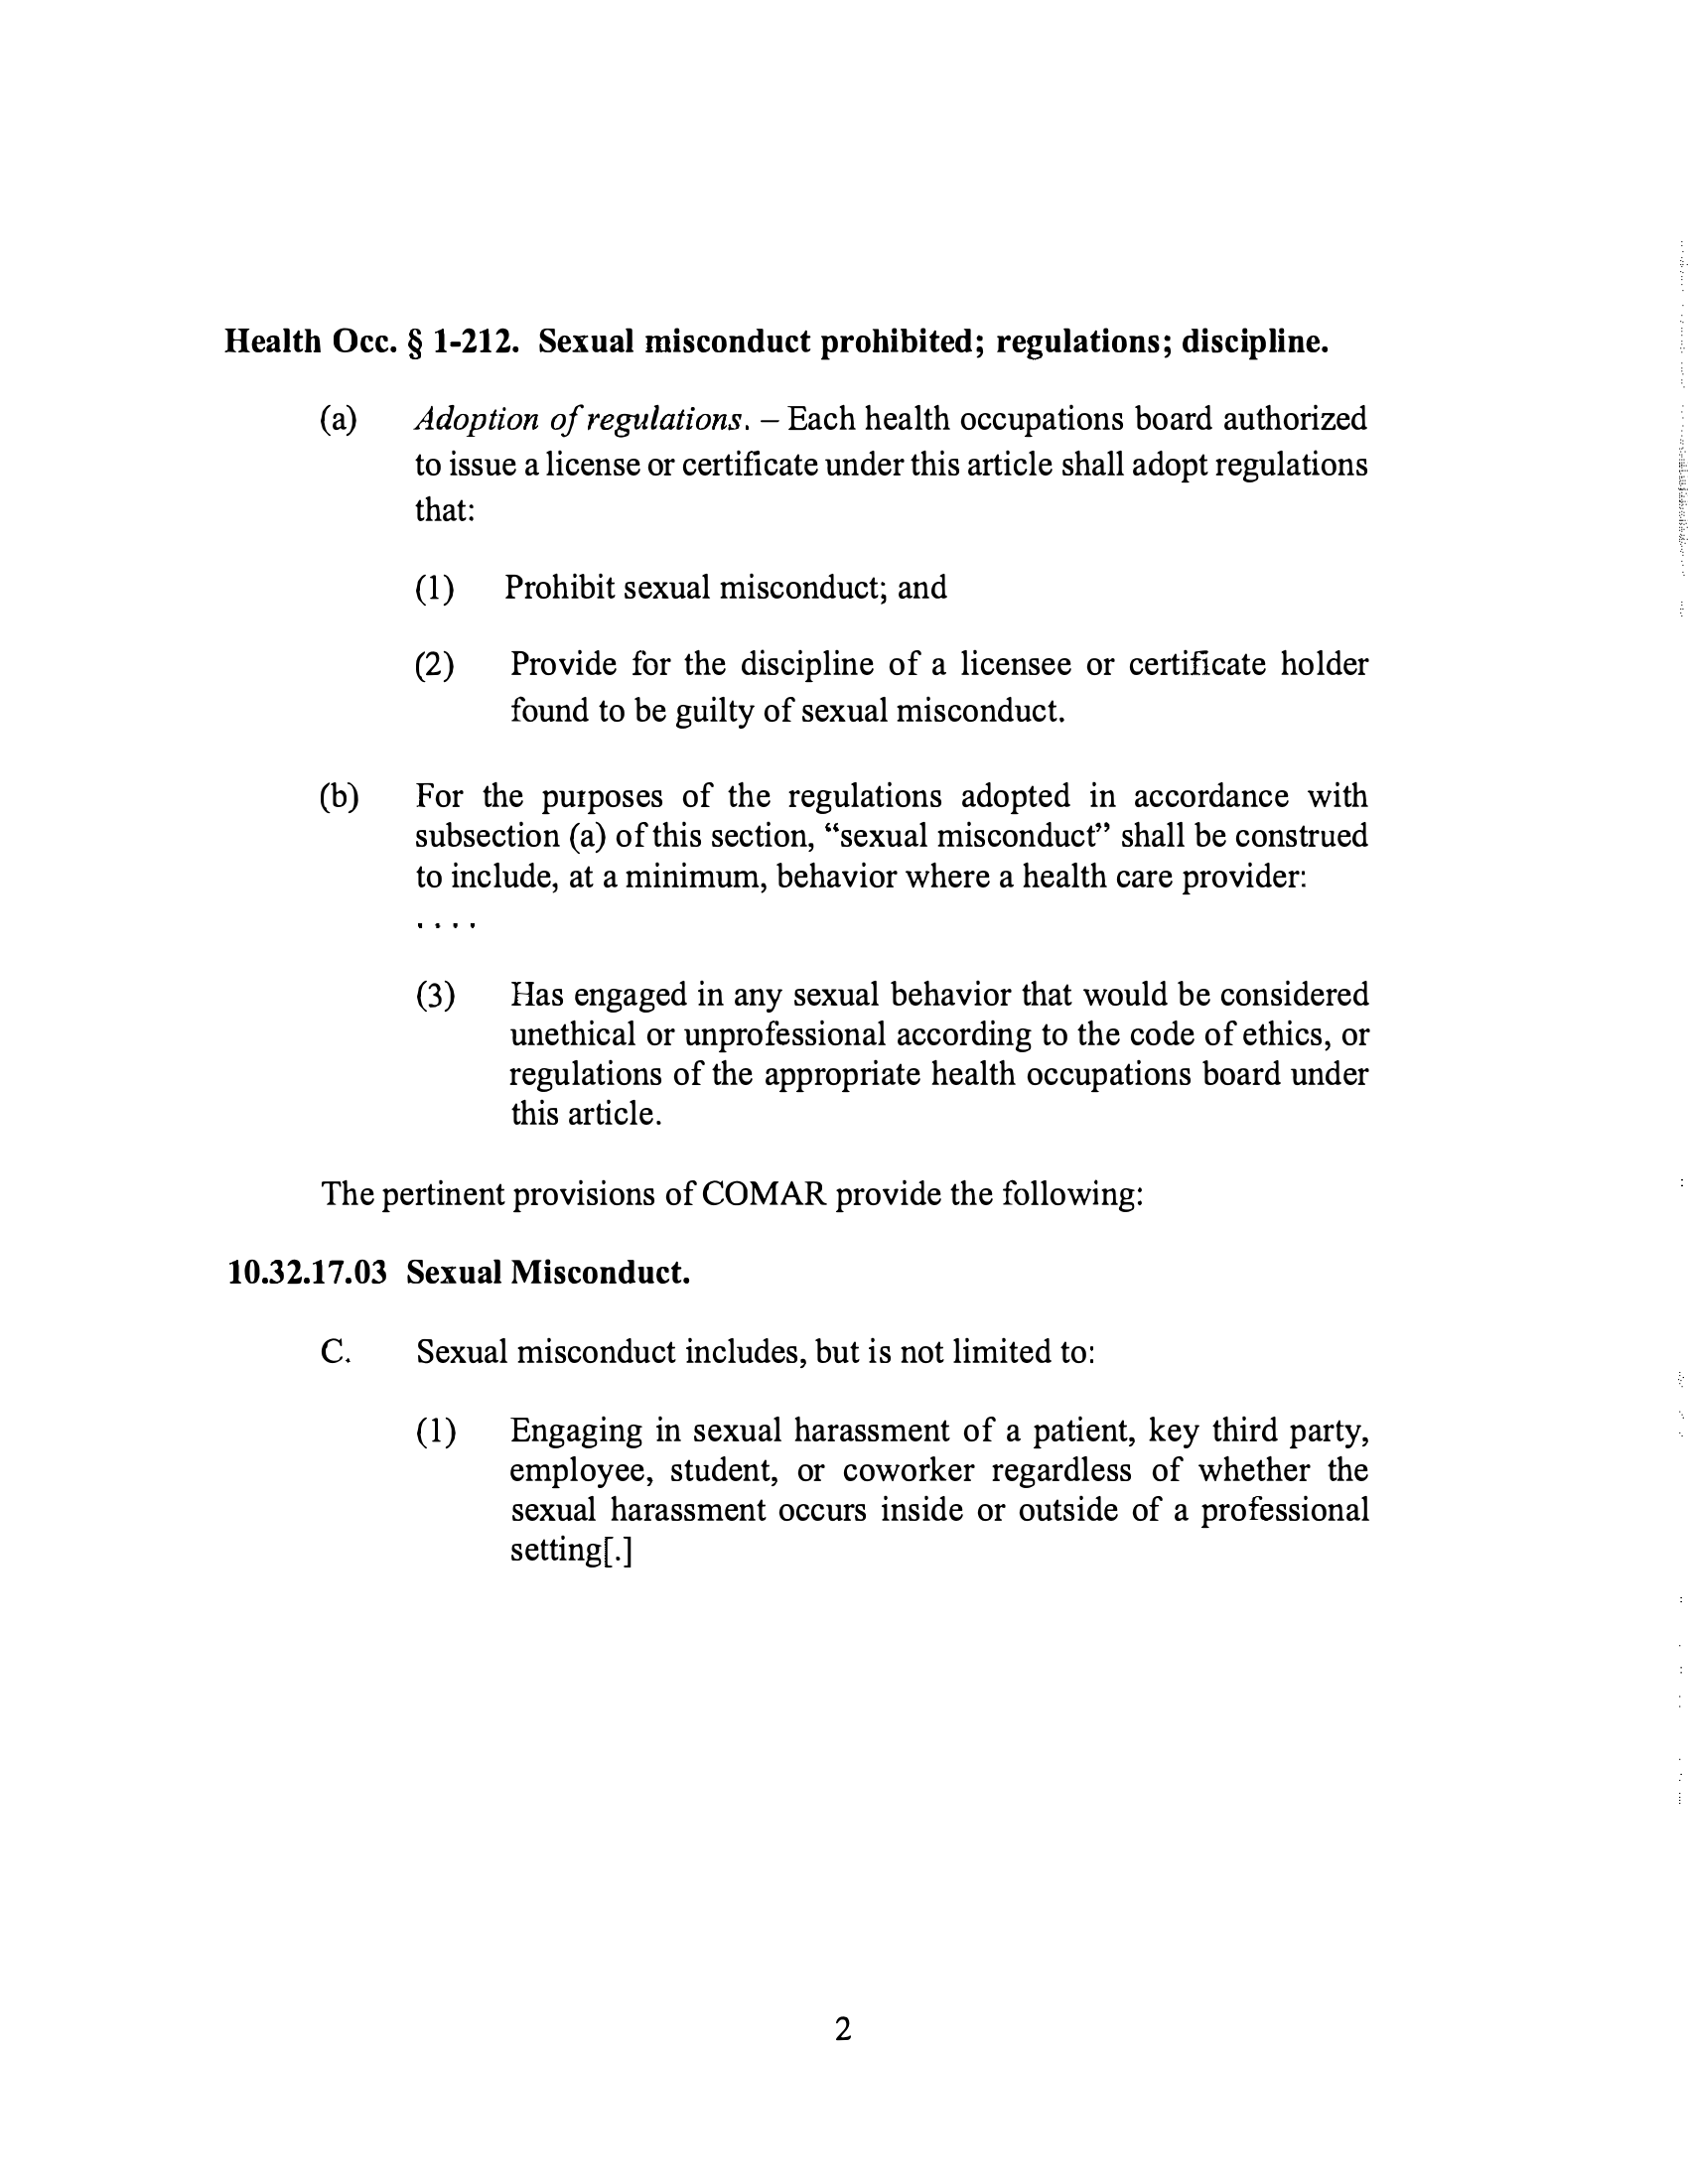 Health Occ. § 1-212. Sexual misconduct prohibited; regulations; discipline.
(a) Adoption of regulations. – Each health occupations board authorized
to issue a license or certificate under this article shall adopt regulations
that:
(1) Prohibit sexual misconduct; and
(2) Provide for the discipline of a licensee or certificate holder
found to be guilty of sexual misconduct.
(b) For the purposes of the regulations adopted in accordance with
subsection (a) of this section, “sexual misconduct” shall be construed
to include, at a minimum, behavior where a health care provider:
. . . .
(3) Has engaged in any sexual behavior that would be considered
unethical or unprofessional according to the code of ethics, or
regulations of the appropriate health occupations board under
this article.
The pertinent provisions of COMAR provide the following:
10.32.17.03 Sexual Misconduct.
C. Sexual misconduct includes, but is not limited to:
(1) Engaging in sexual harassment of a patient, key third party,
employee, student, or coworker regardless of whether the
sexual harassment occurs inside or outside of a professional
setting[.]
2